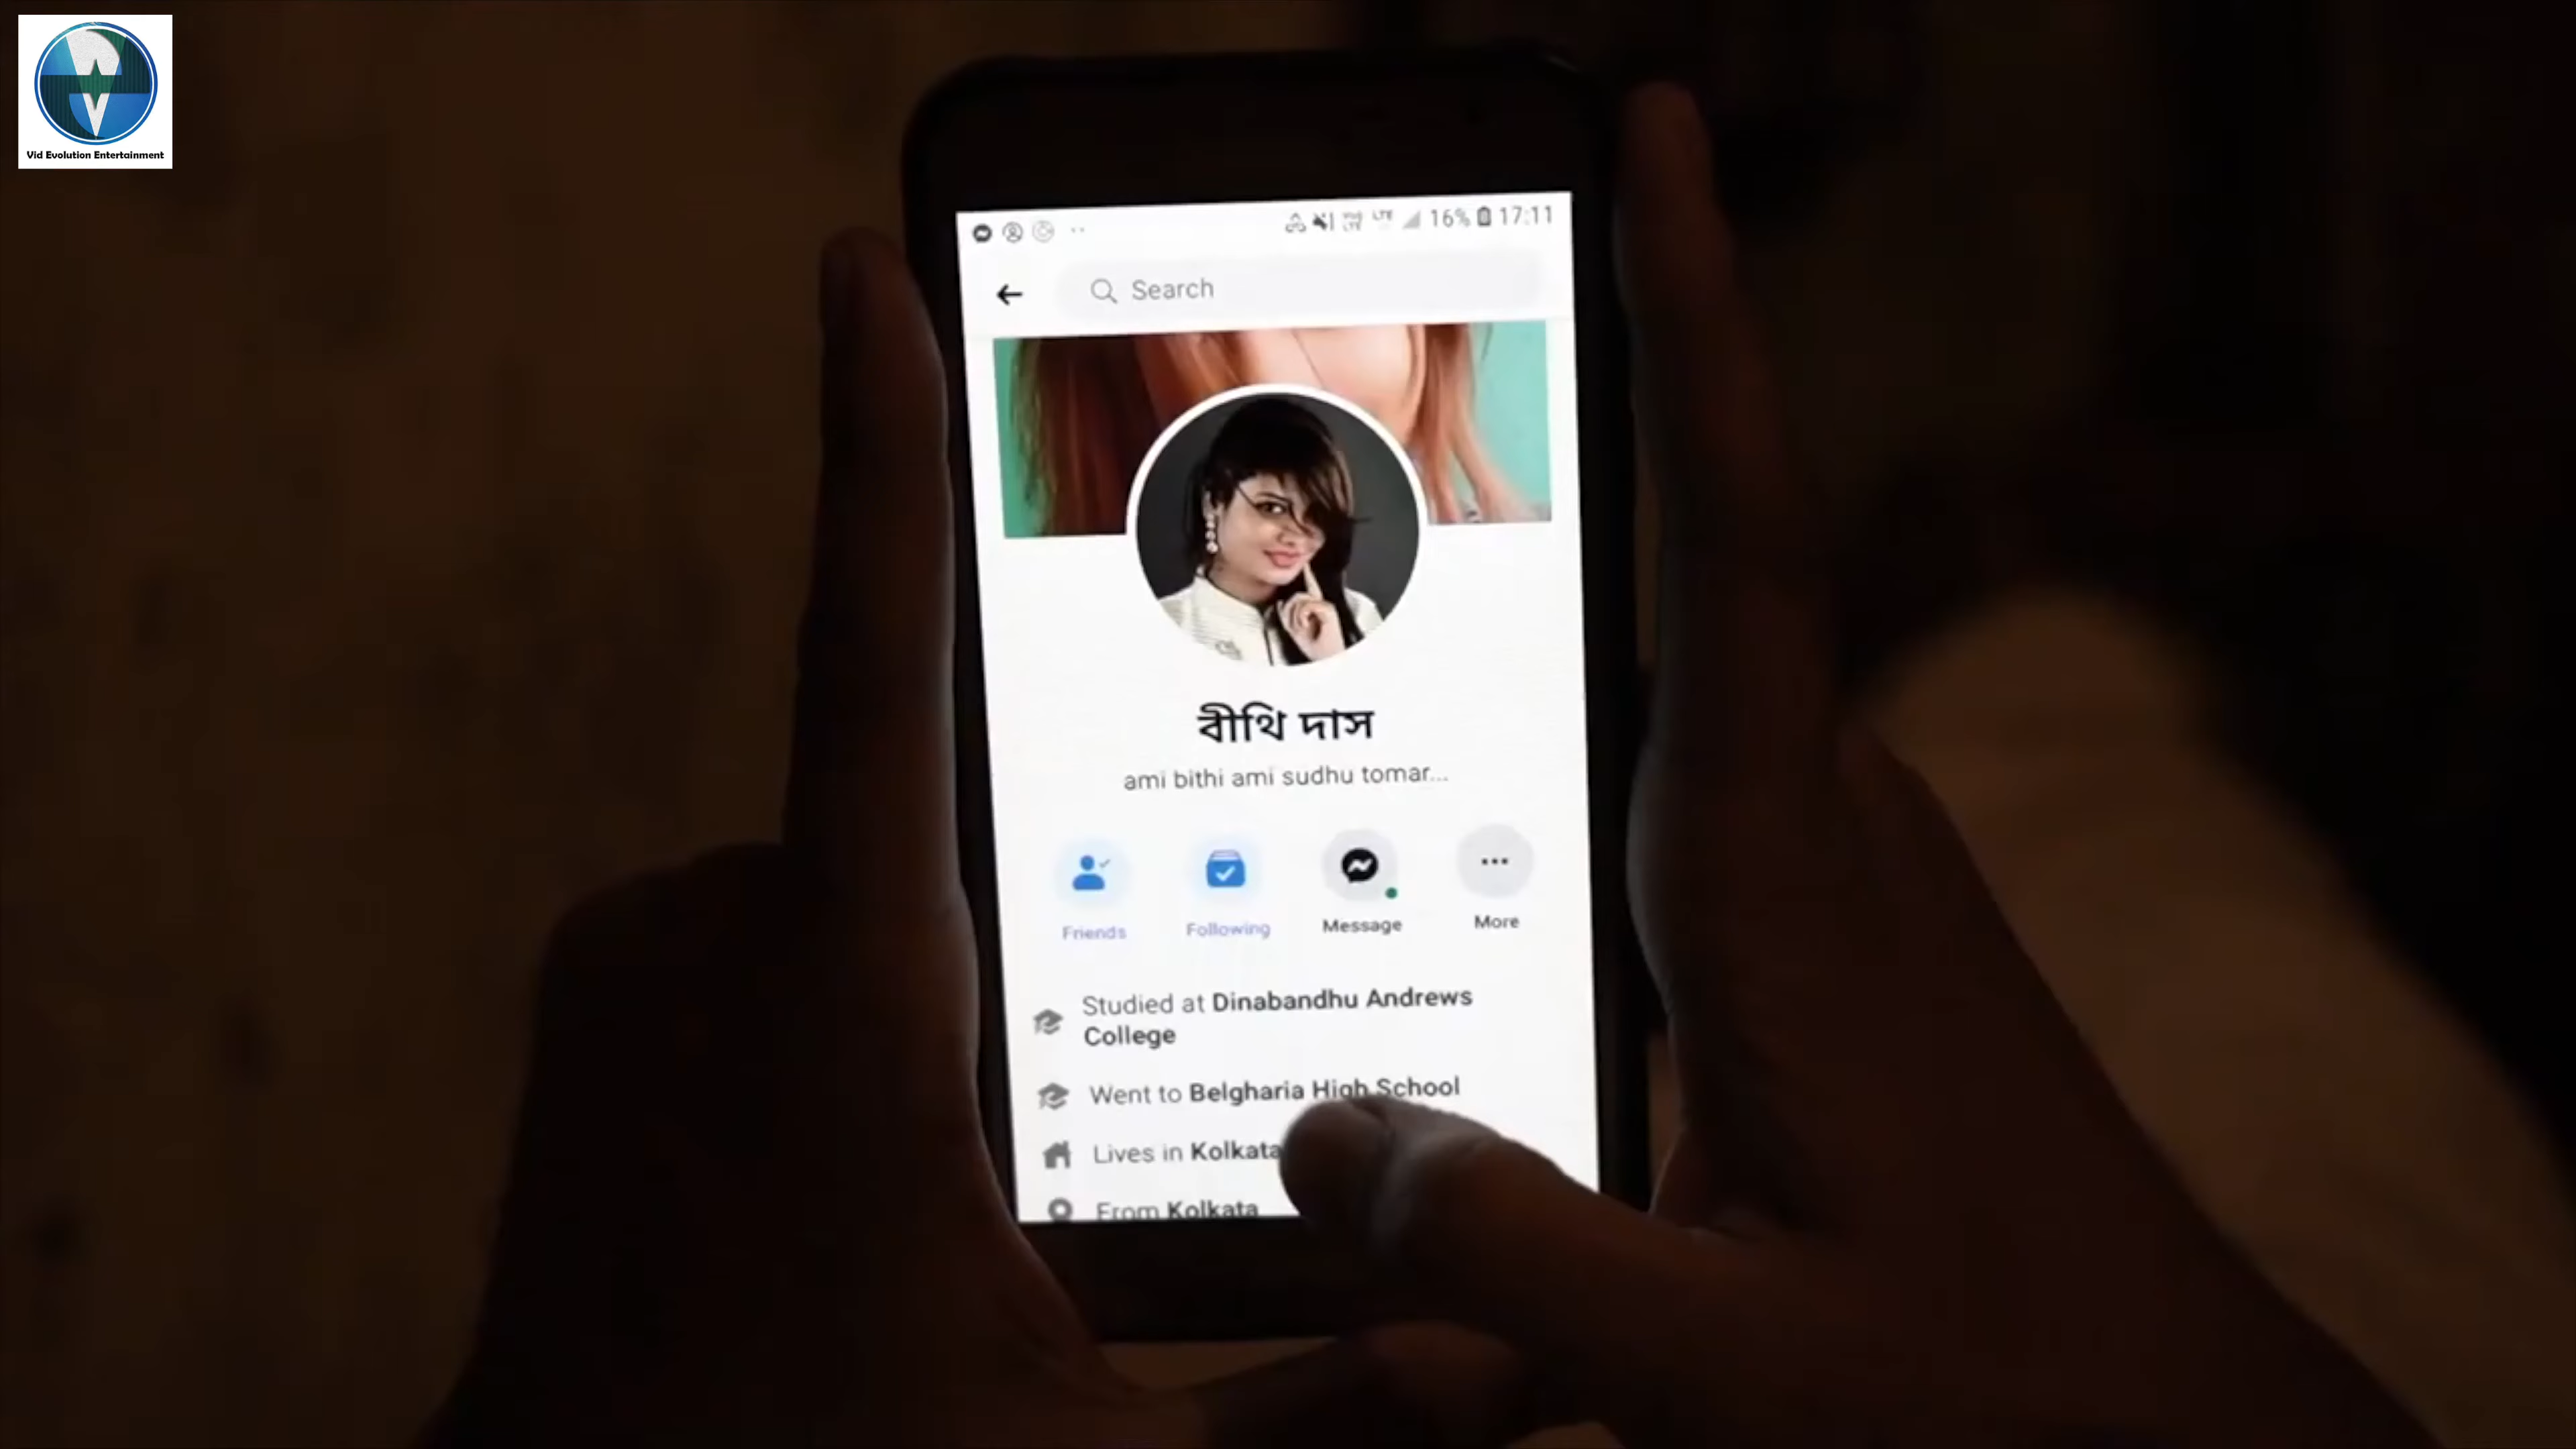 Vid Evolution Entertainment
16% 17:11
Search
বীথি দাস
ami bithi ami sudhu tomar...
Friends
Following
Message
More
Studied at Dinabandhu Andrews
College
Went to Belgharia High School
Lives in Kolkata
From Kolkata